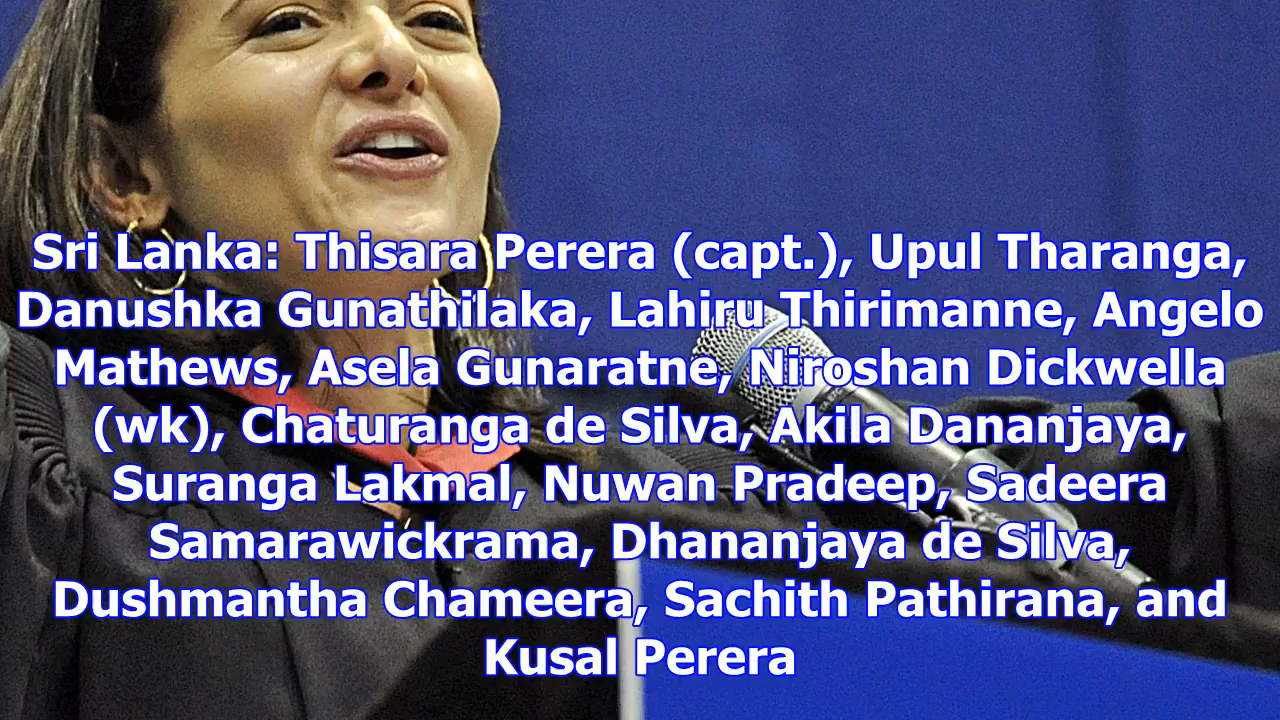 Sri Lanka: Thisara Perera (capt.), Upul Tharanga,
Danushka Gunathilaka, Lahiru Thirimanne, Angelo
Mathews, Asela Gunaratne, Niroshan Dickwella
(wk), Chaturanga de Silva, Akila Dananjaya,
Suranga Lakmal, Nuwan Pradeep, Sadeera
Samarawickrama, Dhananjaya de Silva,
Dushmantha Chameera, Sachith Pathirana, and
Kusal Perera